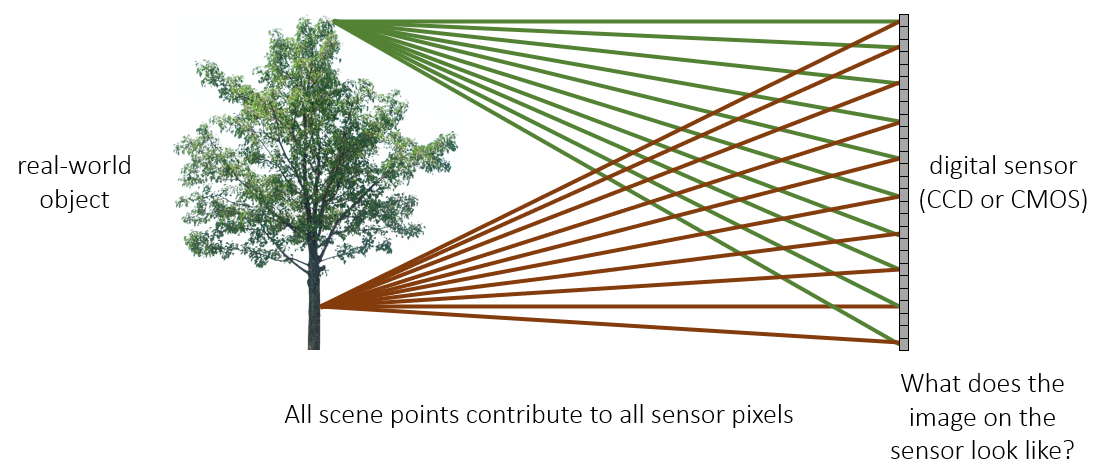 real-world
object
digital sensor
(CCD or CMOS)
All scene points contribute to all sensor pixels
What does the
image on the
sensor look like?